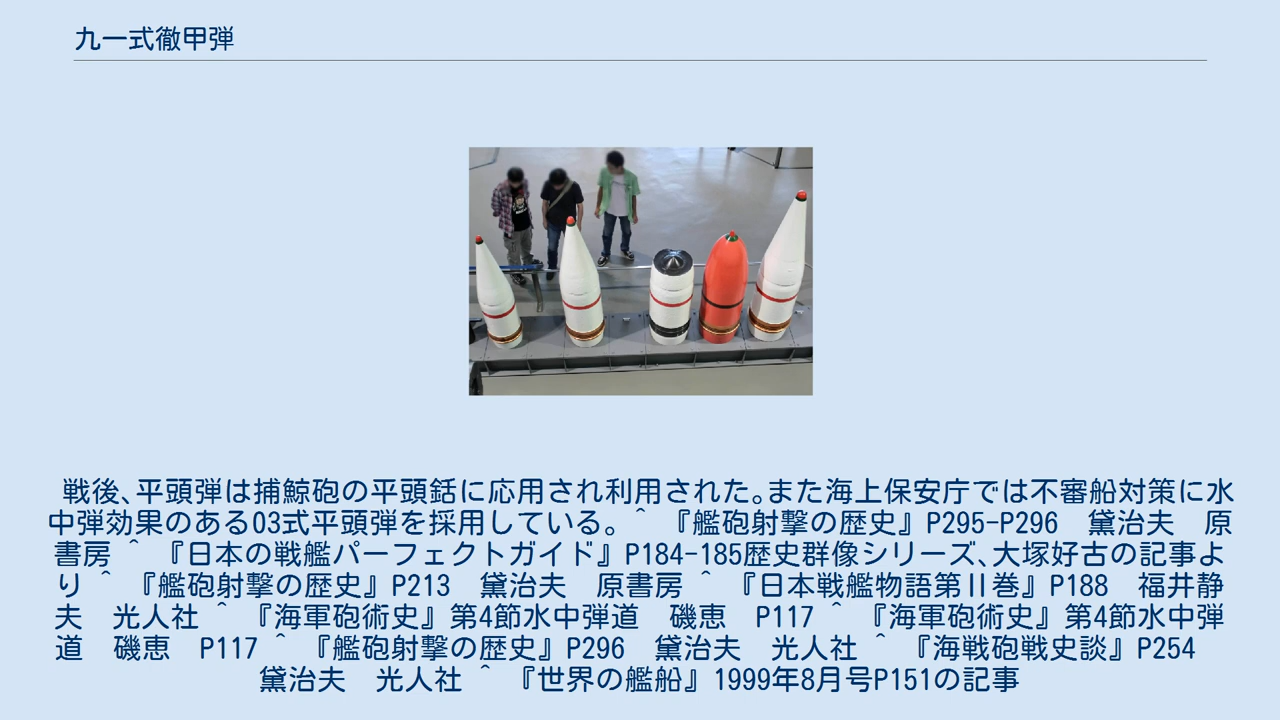 九一式徹甲弾
戦後、平頭弾は捕鯨砲の平頭銛に応用され利用された。また海上保安庁では不審船対策に水
中弾効果のある03式平頭弾を採用している。 ^ 『艦砲射撃の歴史』P295-P296　黛治夫　原
書房 ^ 『日本の戦艦パーフェクトガイド』P184-185歴史群像シリーズ、大塚好古の記事よ
り ^ 『艦砲射撃の歴史』P213　黛治夫　原書房 ^ 『日本戦艦物語第II巻』P188　福井静
夫　光人社 ^ 『海軍砲術史』第4節水中弾道　磯恵　P117 ^ 『海軍砲術史』第4節水中弾
道　磯恵　P117 ^ 『艦砲射撃の歴史』P296　黛治夫　光人社 ^ 『海戦砲戦史談』P254
黛治夫　光人社 ^ 『世界の艦船』1999年8月号P151の記事